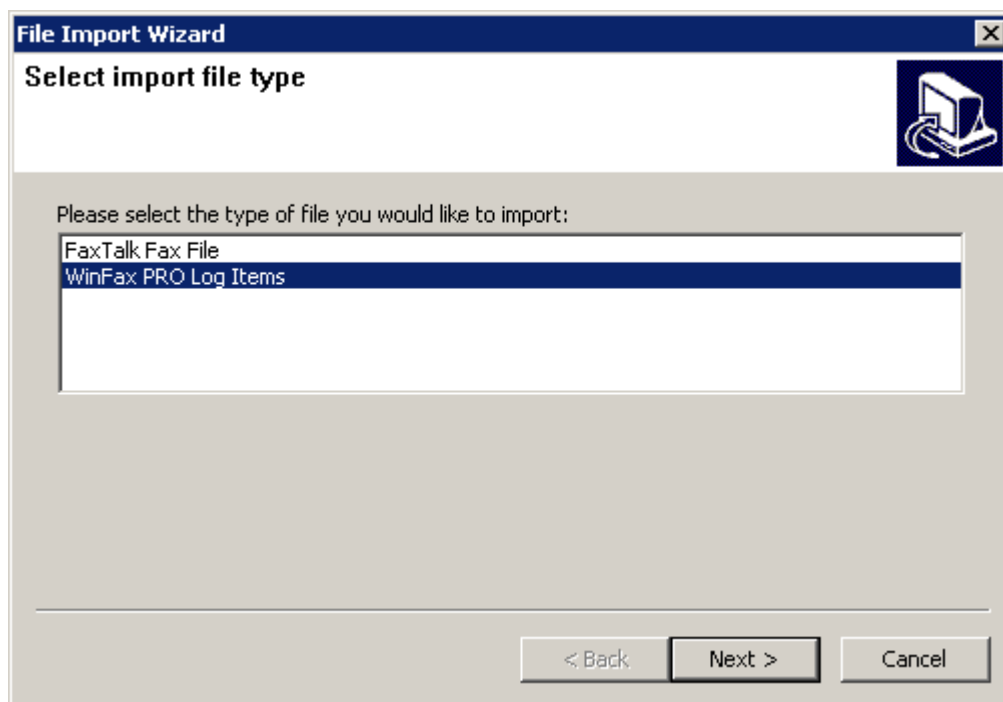 File Import Wizard
Select import file type
Please select the type of file you would like to import:
FaxTalk Fax File
WinFax PRO Log Items
< Back Next > Cancel